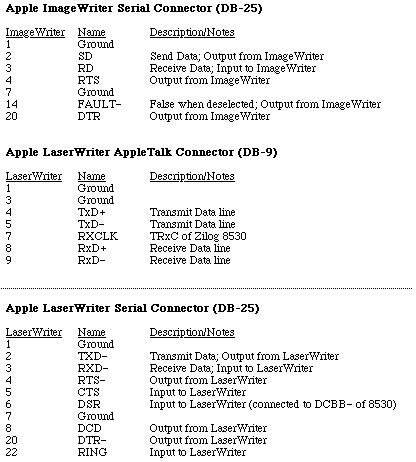 Apple ImageWriter Serial Connector (DB-25)
ImageWriter Name Description/Notes
1 Ground
2 SD Send Data; Output from ImageWriter
3 RD Receive Data; Input to ImageWriter
4 RTS Output from ImageWriter
7 Ground
14 FAULT- False when deselected; Output from ImageWriter
20 DTR Output from ImageWriter
Apple LaserWriter AppleTalk Connector (DB-9)
LaserWriter Name Description/Notes
1 Ground
3 Ground
4 TxD+ Transmit Data line
5 TxD- Transmit Data line
7 RXCLK TRxC of Zilog 8530
8 RxD+ Receive Data line
9 RxD- Receive Data line
Apple LaserWriter Serial Connector (DB-25)
LaserWriter Name Description/Notes
1 Ground
2 TXD- Transmit Data; Output from LaserWriter
3 RXD- Receive Data; Input to LaserWriter
4 RTS- Output from LaserWriter
5 CTS Input to LaserWriter
6 DSR Input to LaserWriter (connected to DCBB- of 8530)
7 Ground
8 DCD Output from LaserWriter
20 DTR- Output from LaserWriter
22 RING Input to LaserWriter